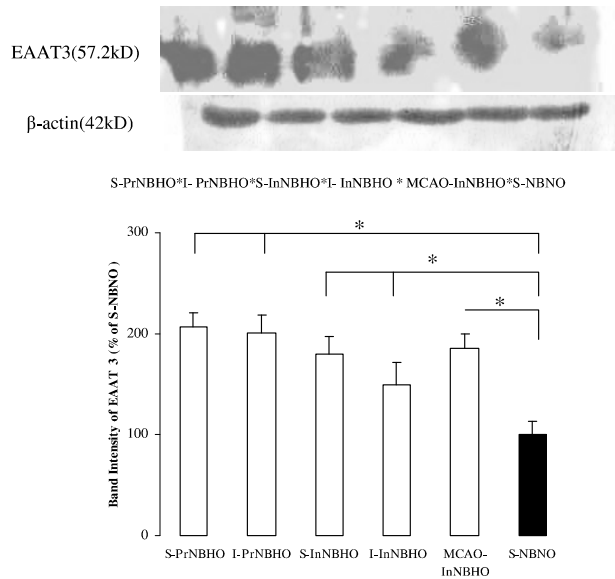 EAAT3(57.2kD)
β-actin(42kD)
S-PrNBHO*I- PrNBHO*S-InNBHO*I- InNBHO * MCAO-InNBHO*S-NBNO
Band Intensity of EAAT 3 (% of S-NBNO )
300
200
100
0
*
*
*
S-PrNBHO I-PrNBHO S-InNBHO I-InNBHO MCAO- S-NBNO
InNBHO